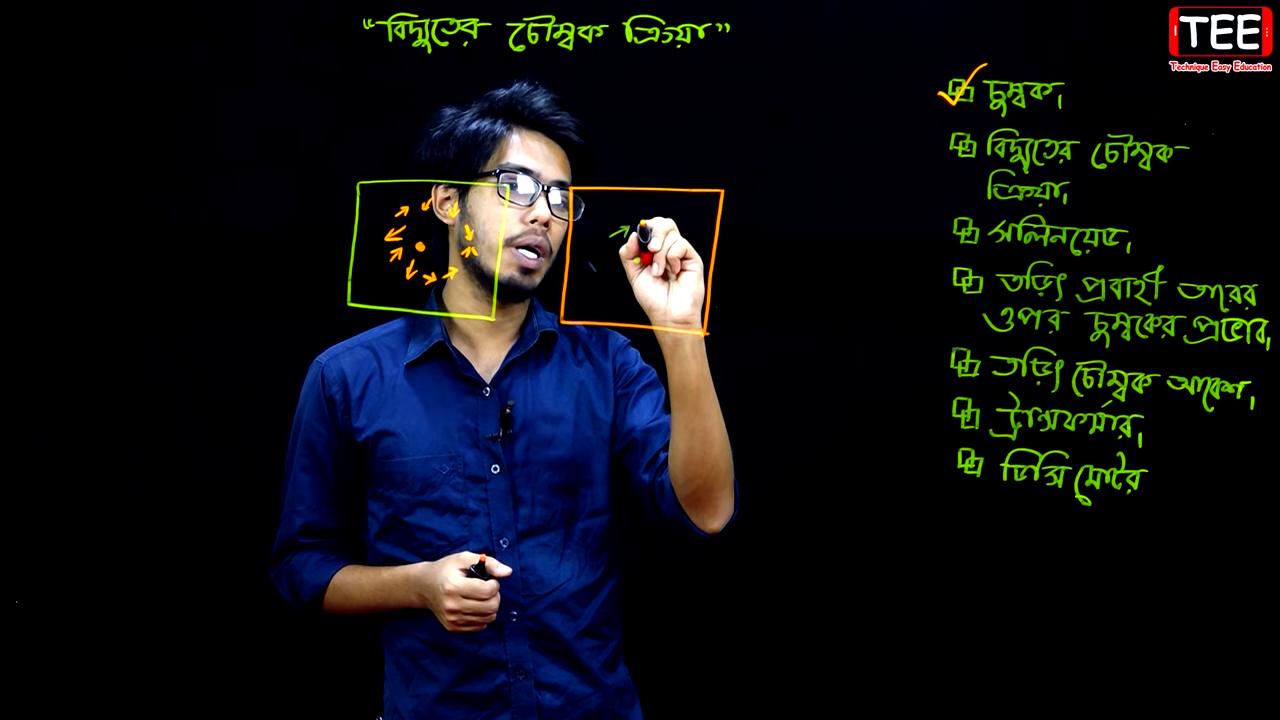 “বিদ্যুতের চৌম্বক ক্রিয়া”
TEE
Technique Easy Education
চুম্বক।
বিদ্যুতের চৌম্বক
ক্রিয়া।
সলিনয়েড।
তড়িৎ প্রবাহী তারের
ওপর চুম্বকের প্রভাব।
তড়িৎ চৌম্বক আবেশ।
ট্রান্সফর্মার।
ডিসি মোটর